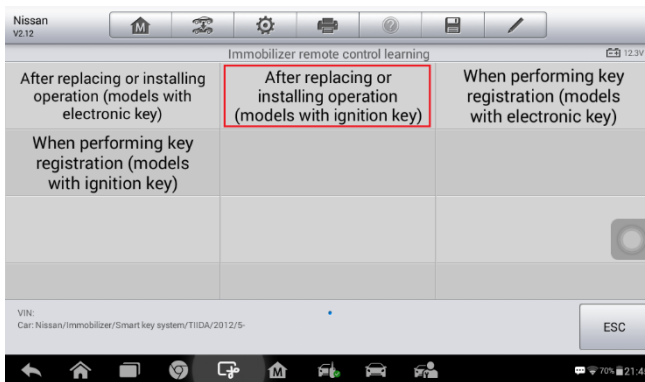 Nissan
V2.12
Immobilizer remote control learning
12.3V
After replacing or installing
operation (models with
electronic key)
After replacing or
installing operation
(models with ignition key)
When performing key
registration (models
with electronic key)
When performing key
registration (models
with ignition key)
VIN:
Car: Nissan/Immobilizer/Smart key system/TIIDA/2012/5-
ESC
70%